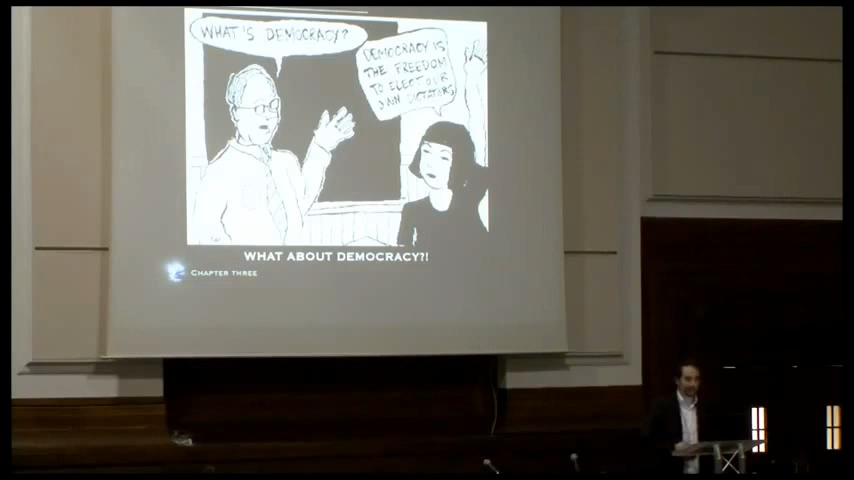 WHAT'S DEMOCRACY?
DEMOCRACY IS
THE FREEDOM
TO ELECT OUR
OWN DICTATORS
WHAT ABOUT DEMOCRACY?!
CHAPTER THREE